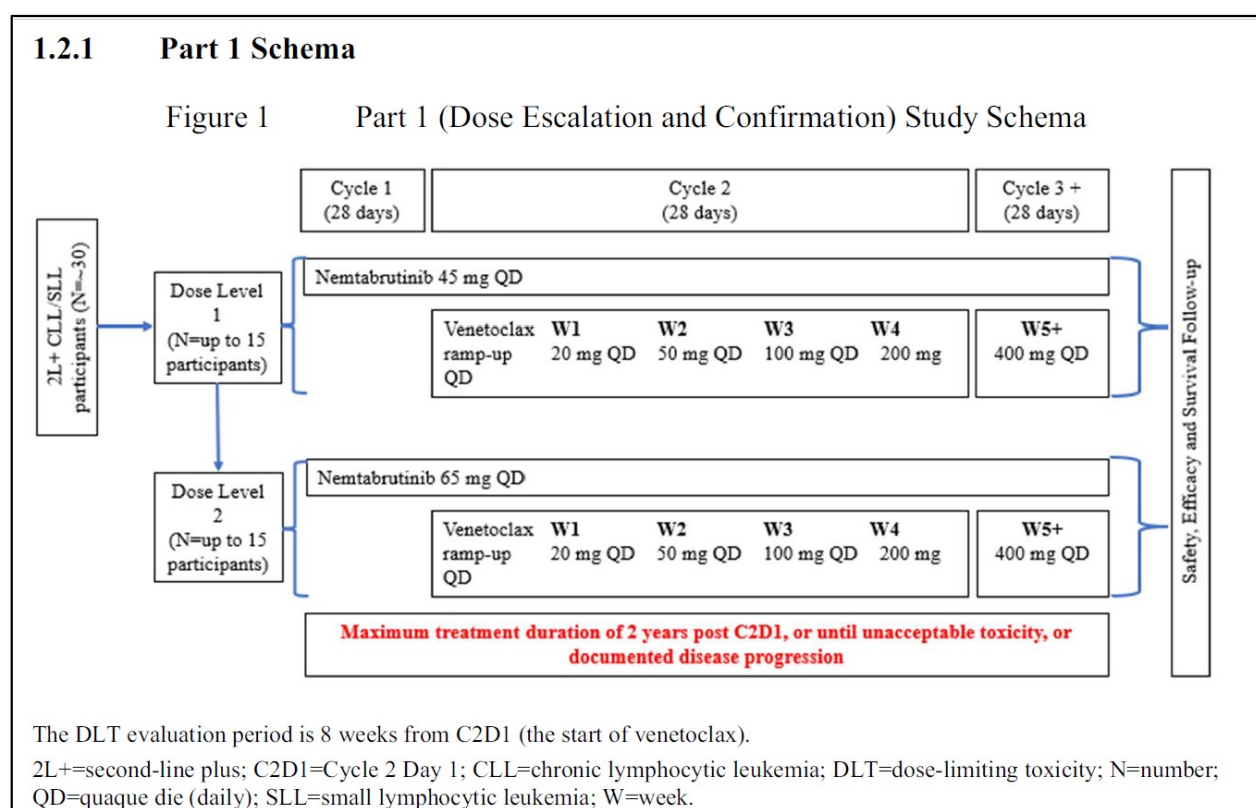 1.2.1 Part 1 Schema
Figure 1 Part 1 (Dose Escalation and Confirmation) Study Schema
Cycle 1
(28 days)
Cycle 2
(28 days)
Cycle 3 +
(28 days)
2L+ CLL/SLL
participants (N=~30)
Dose Level
1
(N=up to 15
participants)
Nemtabrutinib 45 mg QD
Venetoclax W1 W2 W3 W4 W5+
ramp-up 20 mg QD 50 mg QD 100 mg QD 200 mg 400 mg QD
QD
Dose Level
2
(N=up to 15
participants)
Nemtabrutinib 65 mg QD
Venetoclax W1 W2 W3 W4 W5+
ramp-up 20 mg QD 50 mg QD 100 mg QD 200 mg 400 mg QD
QD
Safety, Efficacy and Survival Follow-up
Maximum treatment duration of 2 years post C2D1, or until unacceptable toxicity, or
documented disease progression
The DLT evaluation period is 8 weeks from C2D1 (the start of venetoclax).
2L+=second-line plus; C2D1=Cycle 2 Day 1; CLL=chronic lymphocytic leukemia; DLT=dose-limiting toxicity; N=number;
QD=quaque die (daily); SLL=small lymphocytic leukemia; W=week.